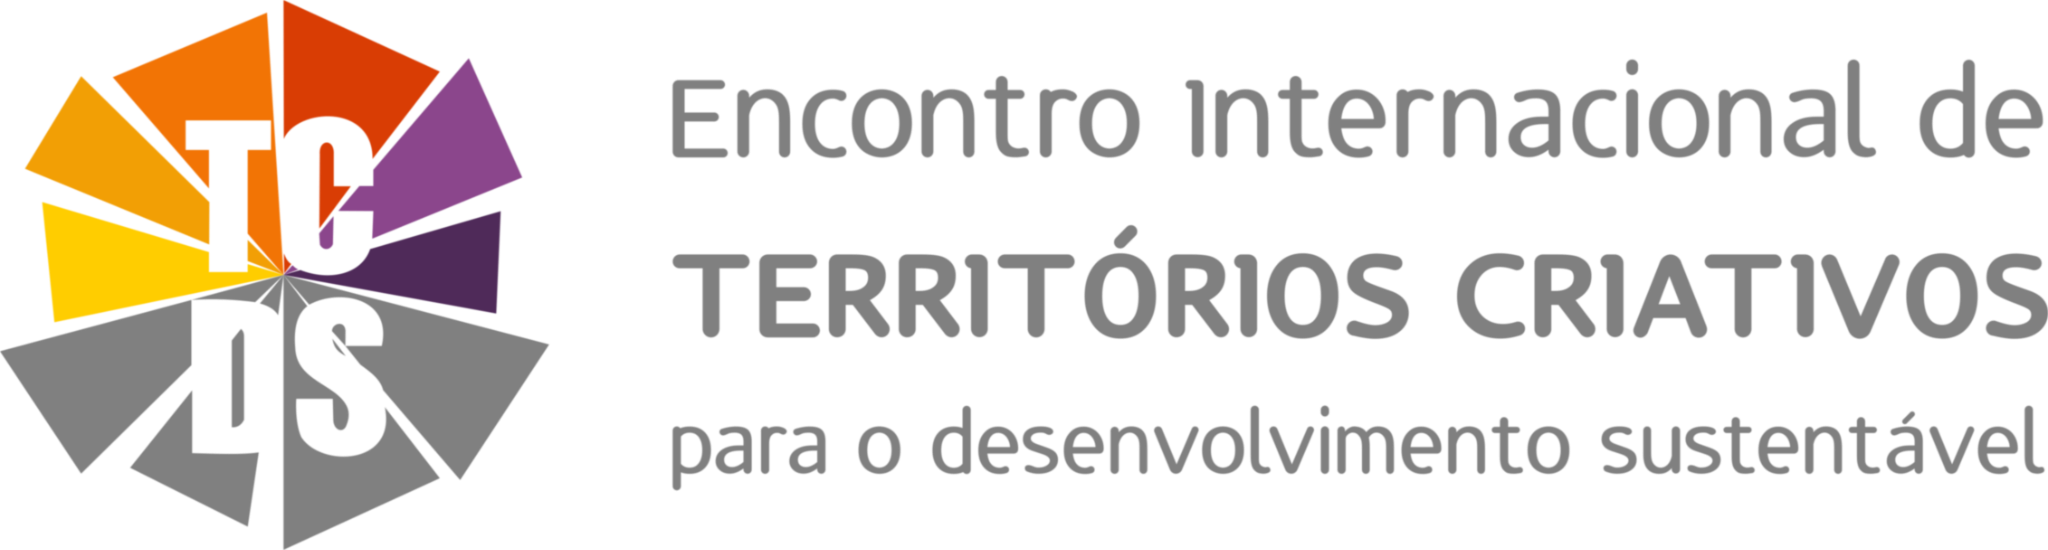 TC
DS
Encontro Internacional de
TERRITÓRIOS CRIATIVOS
para o desenvolvimento sustentável